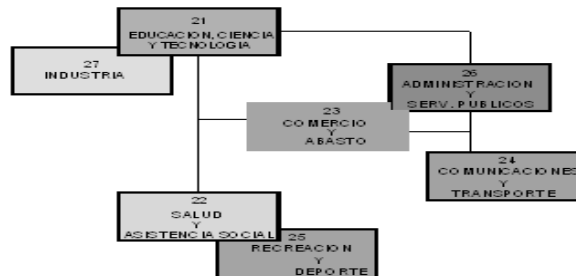 21
EDUCACION, CIENCIA
Y TECNOLOGIA
27
INDUSTRIA
26
ADMINISTRACION
Y
SERV. PUBLICOS
23
COMERCIO
Y
ABASTO
24
COMUNICACIONES
Y
TRANSPORTE
22
SALUD
Y
ASISTENCIA SOCIAL
25
RECREACION
Y
DEPORTE